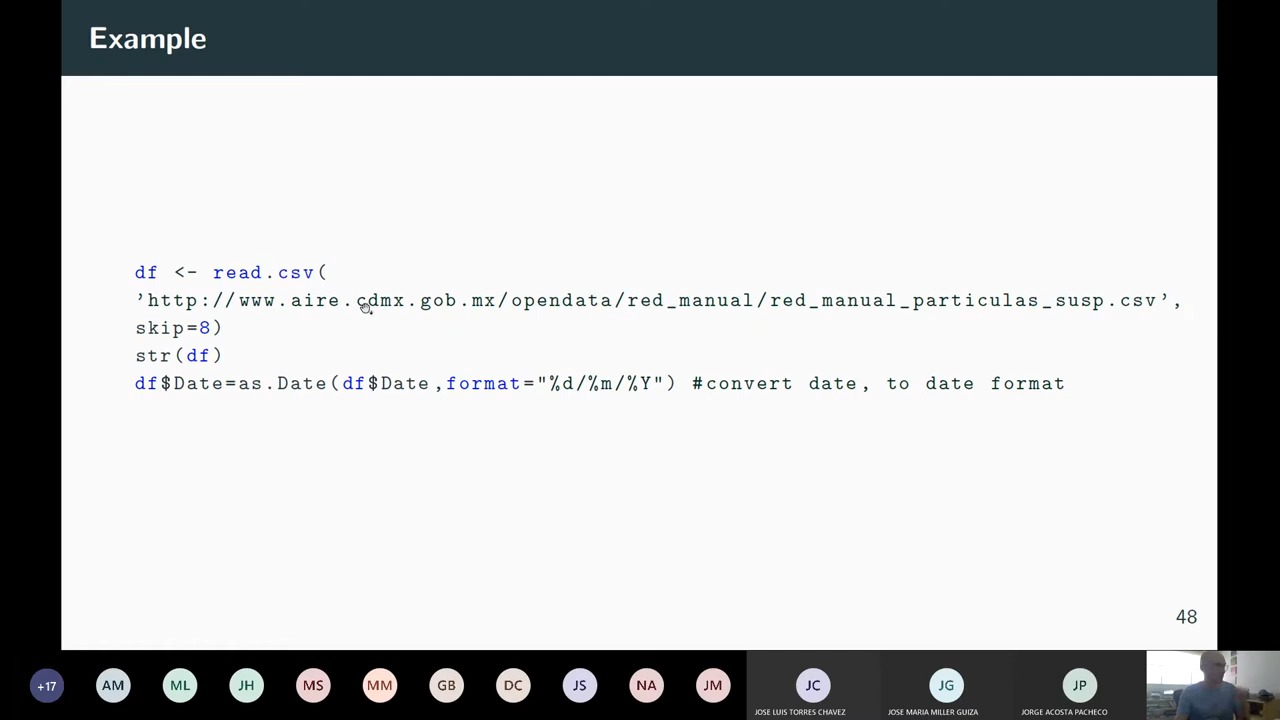 Example
df <- read.csv(
’http://www.aire.cdmx.gob.mx/opendata/red_manual/red_manual_particulas_susp.csv’,
skip=8)
str(df)
df$Date=as.Date(df$Date,format="%d/%m/%Y") #convert date, to date format
48
+17 AM ML JH MS MM GB DC JS NA JM JC JG JP
JOSE LUIS TORRES CHAVEZ JOSE MARIA MILLER GUIZA JORGE ACOSTA PACHECO